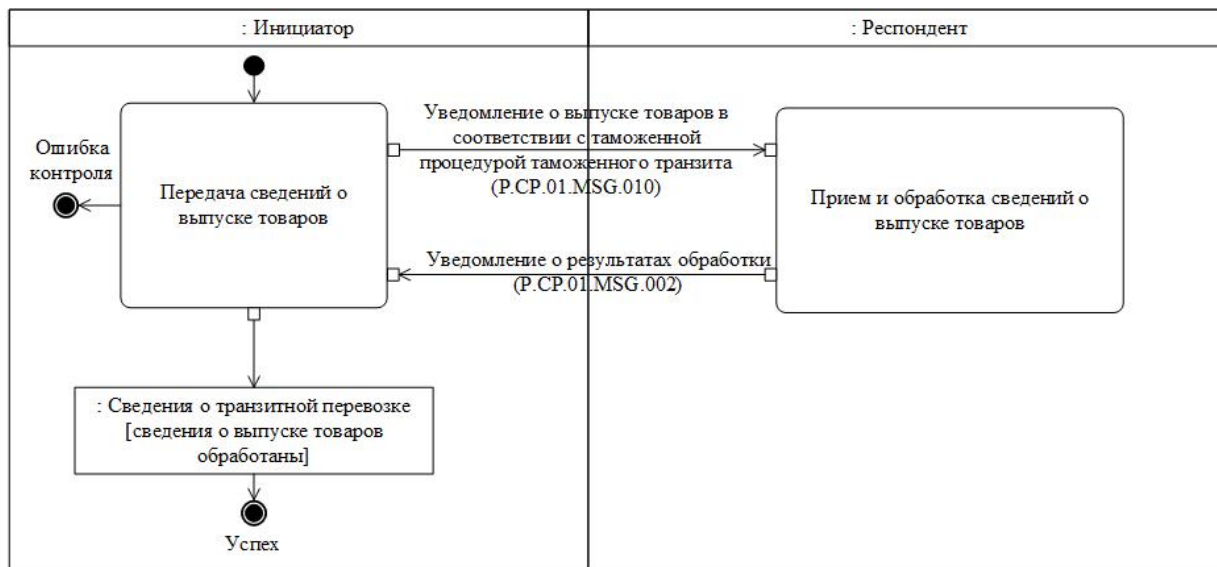 : Инициатор
: Респондент
Уведомление о выпуске товаров в
соответствии с таможенной
процедурой таможенного транзита
(P.CP.01.MSG.010)
Ошибка
контроля
Передача сведений о
выпуске товаров
Прием и обработка сведений о
выпуске товаров
Уведомление о результатах обработки
(P.CP.01.MSG.002)
: Сведения о транзитной перевозке
[сведения о выпуске товаров
обработаны]
Успех